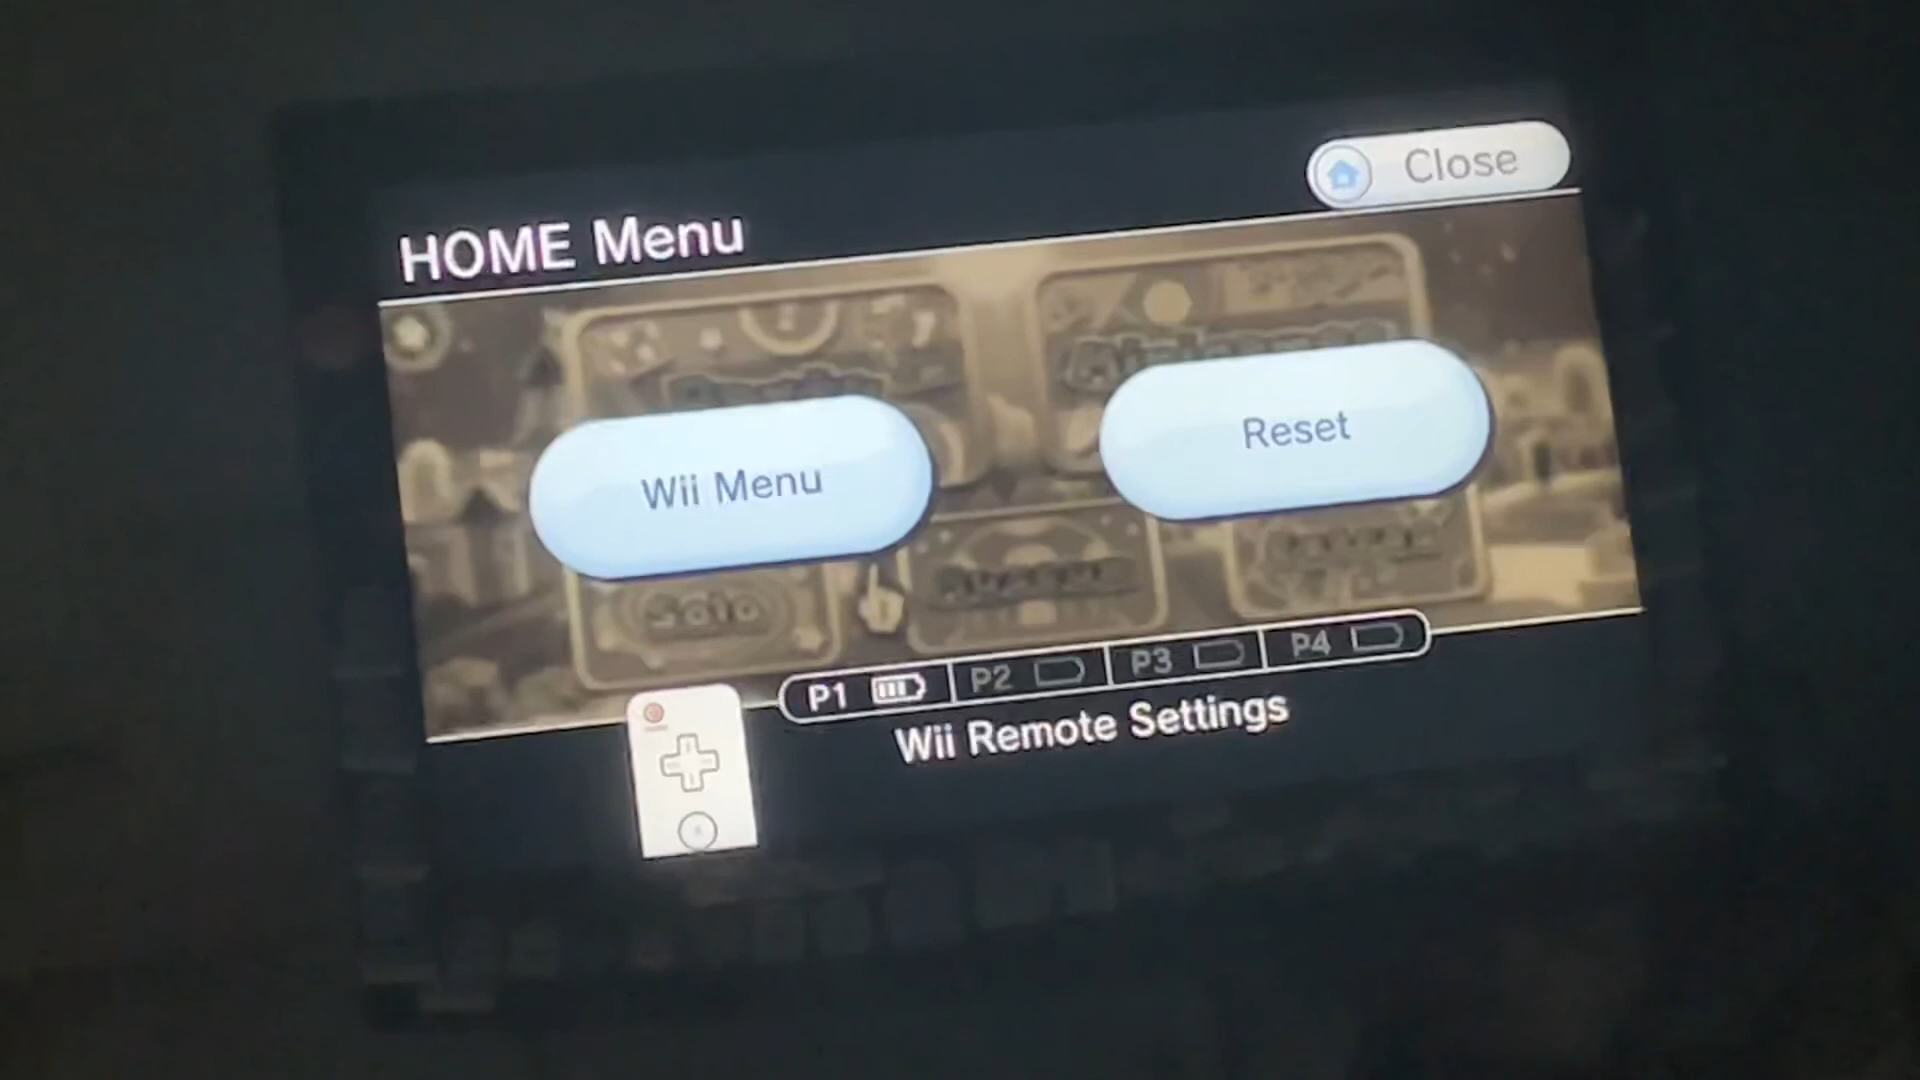 Close
HOME Menu
Wii Menu
Reset
Solo
P1
P2
P3
P4
Wii Remote Settings